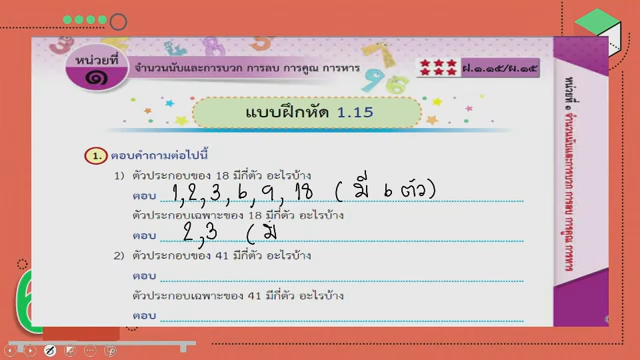 หน่วยที่
๑
จำนวนนับและการบวก การลบ การคูณ การหาร
ฝ.๑.๑๕/ผ.๑๕
แบบฝึกหัด 1.15
1. ตอบคำถามต่อไปนี้
1) ตัวประกอบของ 18 มีกี่ตัว อะไรบ้าง
ตอบ 1,2,3,6,9,18 (มี 6 ตัว)
ตัวประกอบเฉพาะของ 18 มีกี่ตัว อะไรบ้าง
ตอบ 2,3 (มี
2) ตัวประกอบของ 41 มีกี่ตัว อะไรบ้าง
ตอบ
ตัวประกอบเฉพาะของ 41 มีกี่ตัว อะไรบ้าง
ตอบ
หน่วยที่ ๑ จำนวนนับและการบวก การลบ การคูณ การหาร